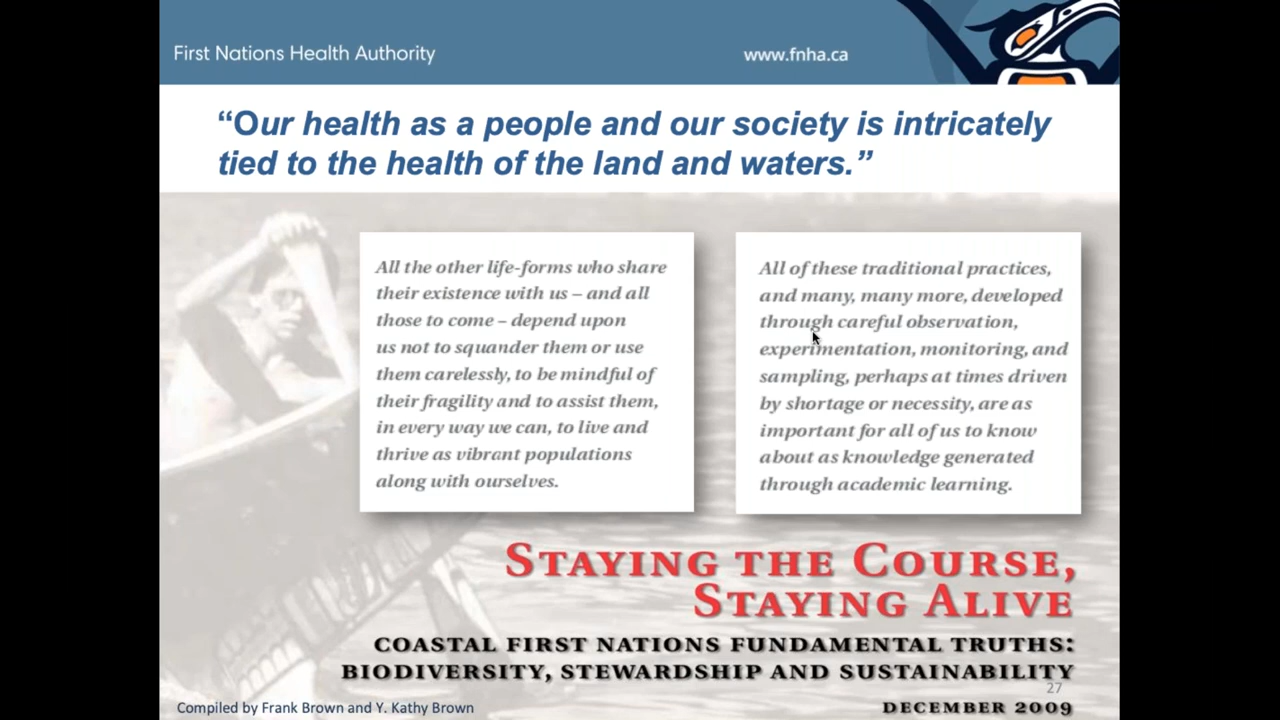 First Nations Health Authority
www.fnha.ca
“Our health as a people and our society is intricately
tied to the health of the land and waters.”
All the other life-forms who share
their existence with us – and all
those to come – depend upon
us not to squander them or use
them carelessly, to be mindful of
their fragility and to assist them,
in every way we can, to live and
thrive as vibrant populations
along with ourselves.
All of these traditional practices,
and many, many more, developed
through careful observation,
experimentation, monitoring, and
sampling, perhaps at times driven
by shortage or necessity, are as
important for all of us to know
about as knowledge generated
through academic learning.
STAYING THE COURSE,
STAYING ALIVE
COASTAL FIRST NATIONS FUNDAMENTAL TRUTHS:
BIODIVERSITY, STEWARDSHIP AND SUSTAINABILITY
27
Compiled by Frank Brown and Y. Kathy Brown
DECEMBER 2009